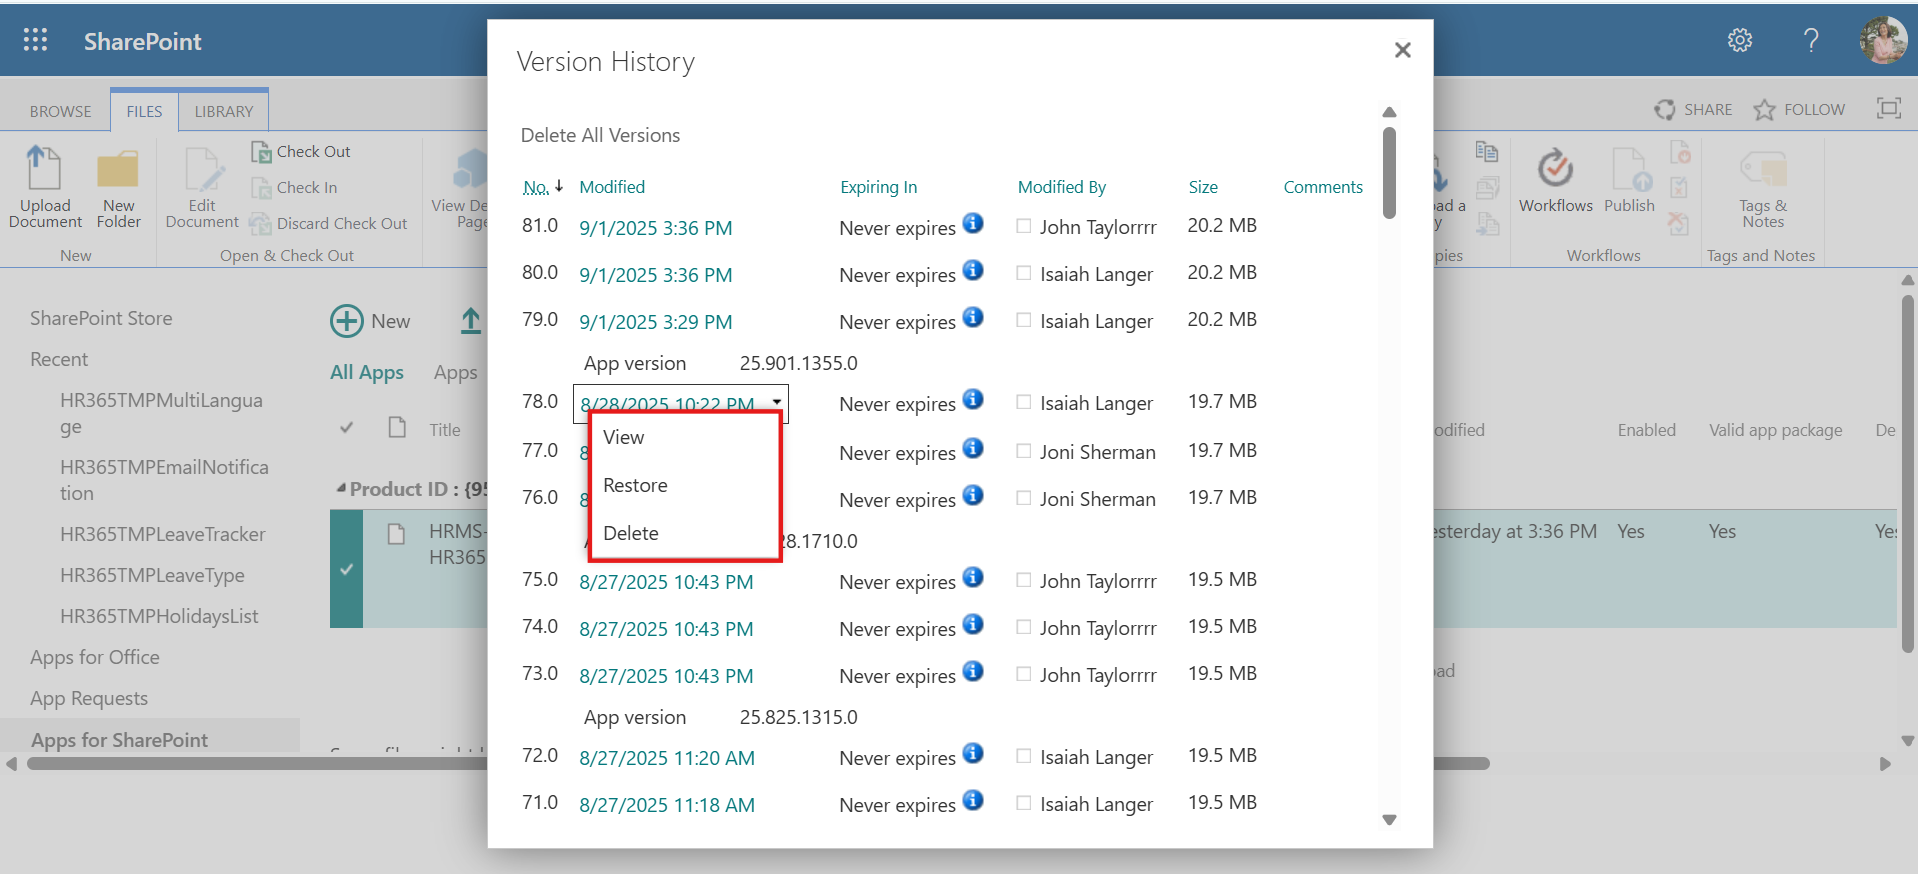 SharePoint
?
BROWSE
FILES
LIBRARY
SHARE
FOLLOW
Upload Document
New Folder
New
Edit Document
Check Out
Check In
Discard Check Out
Open & Check Out
View
Page
Workflows
Publish
Workflows
Tags & Notes
Tags and Notes
SharePoint Store
Recent
HR365TMPMultiLangua
ge
HR365TMPEmailNotifica
tion
HR365TMPLeaveTracker
HR365TMPLeaveType
HR365TMPHolidaysList
Apps for Office
App Requests
Apps for SharePoint
New
All Apps
Apps
Title
Product ID : {95
HRMS-
HR365
Version History
Delete All Versions
No. Modified Expiring In Modified By Size Comments
81.0 9/1/2025 3:36 PM Never expires i John Taylorrrr 20.2 MB
80.0 9/1/2025 3:36 PM Never expires i Isaiah Langer 20.2 MB
79.0 9/1/2025 3:29 PM Never expires i Isaiah Langer 20.2 MB
App version 25.901.1355.0
78.0 8/28/2025 10:22 PM Never expires i Isaiah Langer 19.7 MB
View
77.0 8 Never expires i Joni Sherman 19.7 MB
Restore
76.0 8 Never expires i Joni Sherman 19.7 MB
Delete
28.1710.0
75.0 8/27/2025 10:43 PM Never expires i John Taylorrrr 19.5 MB
74.0 8/27/2025 10:43 PM Never expires i John Taylorrrr 19.5 MB
73.0 8/27/2025 10:43 PM Never expires i John Taylorrrr 19.5 MB
App version 25.825.1315.0
72.0 8/27/2025 11:20 AM Never expires i Isaiah Langer 19.5 MB
71.0 8/27/2025 11:18 AM Never expires i Isaiah Langer 19.5 MB
odified
Enabled
Valid app package
De
esterday at 3:36 PM
Yes
Yes
Yes